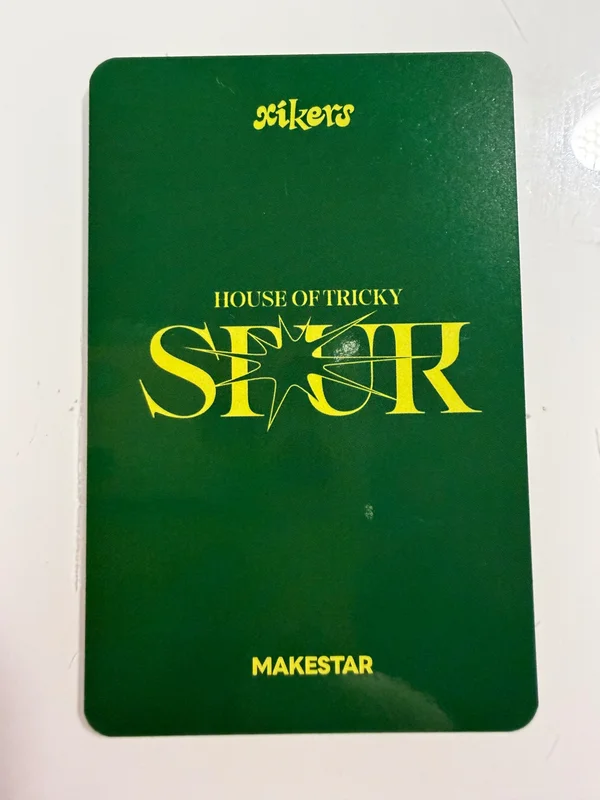 xikers
HOUSE OF TRICKY
SPUR
MAKESTAR